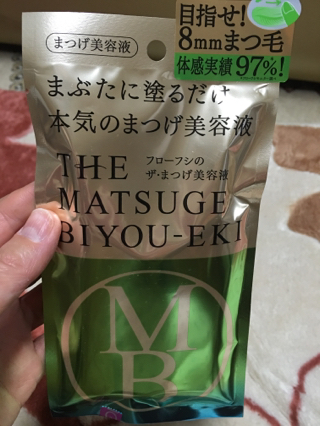 目指せ!
8mmまつ毛
体感実績97%!
まつげ美容液
まぶたに塗るだけ
本気のまつげ美容液
THE
フローフシの
ザ・まつげ美容液
MATSUGE
BIYOU-EKI
M
B